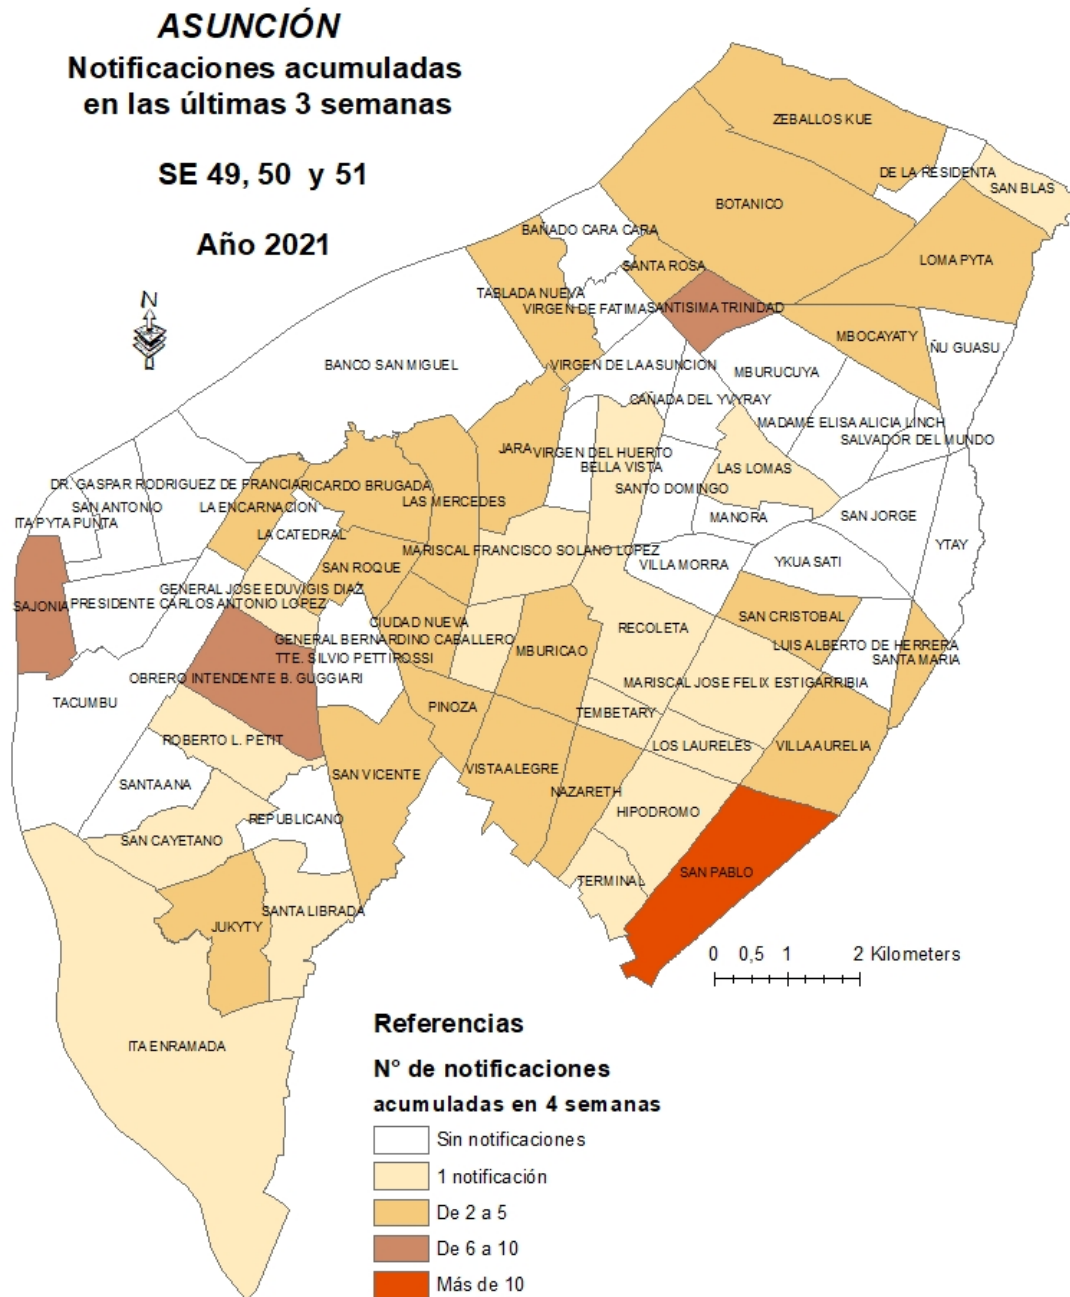 ASUNCIÓN
Notificaciones acumuladas
en las últimas 3 semanas
SE 49, 50 y 51
Año 2021
N
ZEBALLOS KUE
DE LA RESIDENTA
SAN BLAS
BOTANICO
BAÑADO CARA CARA
LOMA PYTA
SANTA ROSA
TABLADA NUEVA
VIRGEN DE FATIMA
SANTISIMA TRINIDAD
MBOCAYATY
ÑU GUASU
BANCO SAN MIGUEL
VIRGEN DE LA ASUNCION
MBURUCUYA
CAÑADA DEL YVYRAY
MADAME ELISA ALICIA LINCH
SALVADOR DEL MUNDO
JARA
VIRGEN DEL HUERTO
BELLA VISTA
LAS LOMAS
SANTO DOMINGO
DR. GASPAR RODRIGUEZ DE FRANCIA
RICARDO BRUGADA
LAS MERCEDES
SAN ANTONIO
LA ENCARNACION
ITA PYTA PUNTA
MANORA
SAN JORGE
LA CATEDRAL
YTAY
MARISCAL FRANCISCO SOLANO LOPEZ
VILLA MORRA
YKUA SATI
SAN ROQUE
GENERAL JOSE EDUVIGIS DIAZ
SAJONIA
PRESIDENTE CARLOS ANTONIO LOPEZ
CIUDAD NUEVA
SAN CRISTOBAL
RECOLETA
GENERAL BERNARDINO CABALLERO
LUIS ALBERTO DE HERRERA
MBURICAO
TTE. SILVIO PETTIROSSI
SANTA MARIA
OBRERO INTENDENTE B. GUGGIARI
MARISCAL JOSE FELIX ESTIGARRIBIA
TACUMBU
PINOZA
TEMBETARY
ROBERTO L. PETIT
LOS LAURELES
VILLA AURELIA
SAN VICENTE
VISTA ALEGRE
SANTA ANA
NAZARETH
HIPODROMO
REPUBLICANO
SAN CAYETANO
SAN PABLO
TERMINAL
SANTA LIBRADA
JUKYTY
0 0,5 1 2 Kilometers
ITA ENRAMADA
Referencias
N° de notificaciones
acumuladas en 4 semanas
Sin notificaciones
1 notificación
De 2 a 5
De 6 a 10
Más de 10